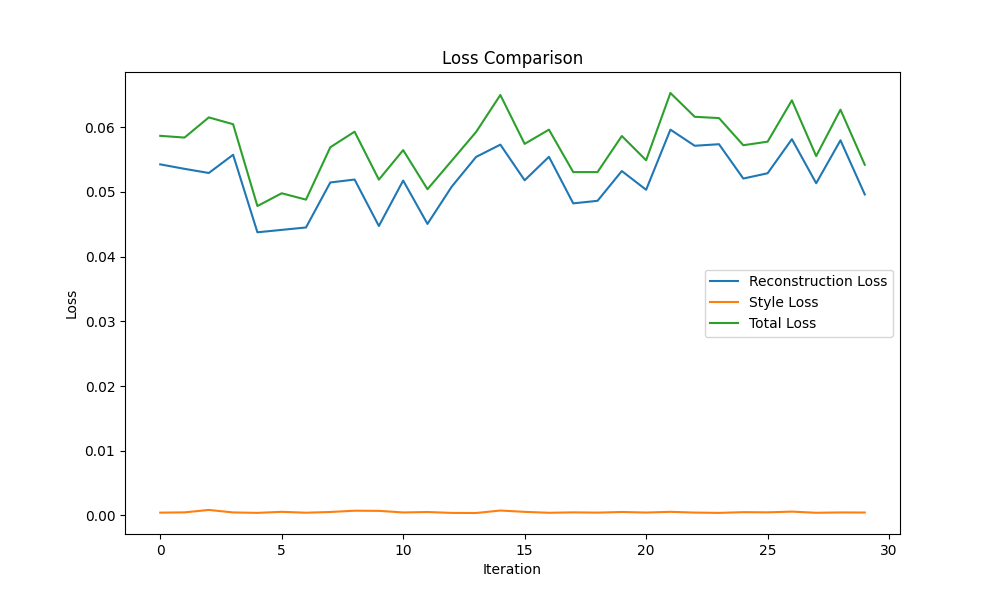 Loss Comparison
0.06
0.05
0.04
0.03
0.02
0.01
0.00
Loss
Reconstruction Loss
Style Loss
Total Loss
0 5 10 15 20 25 30
Iteration